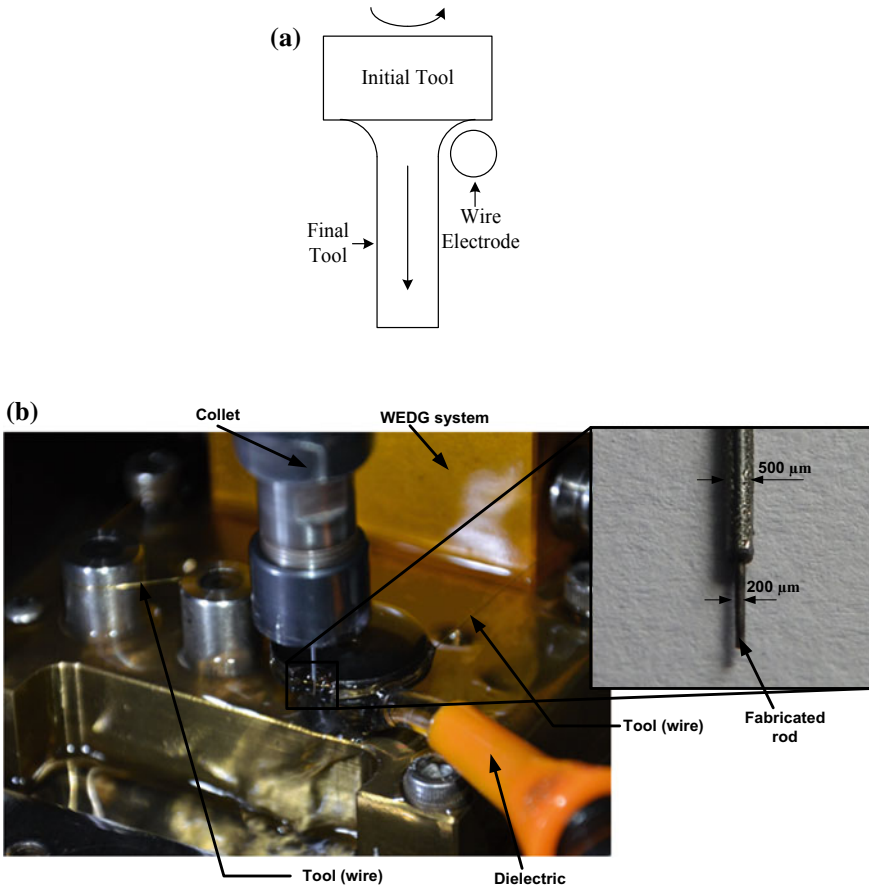 (a)
Initial Tool
Final
Tool
Wire
Electrode
(b)
Collet
WEDG system
500 µm
200 µm
Tool (wire)
Fabricated
rod
Tool (wire)
Dielectric